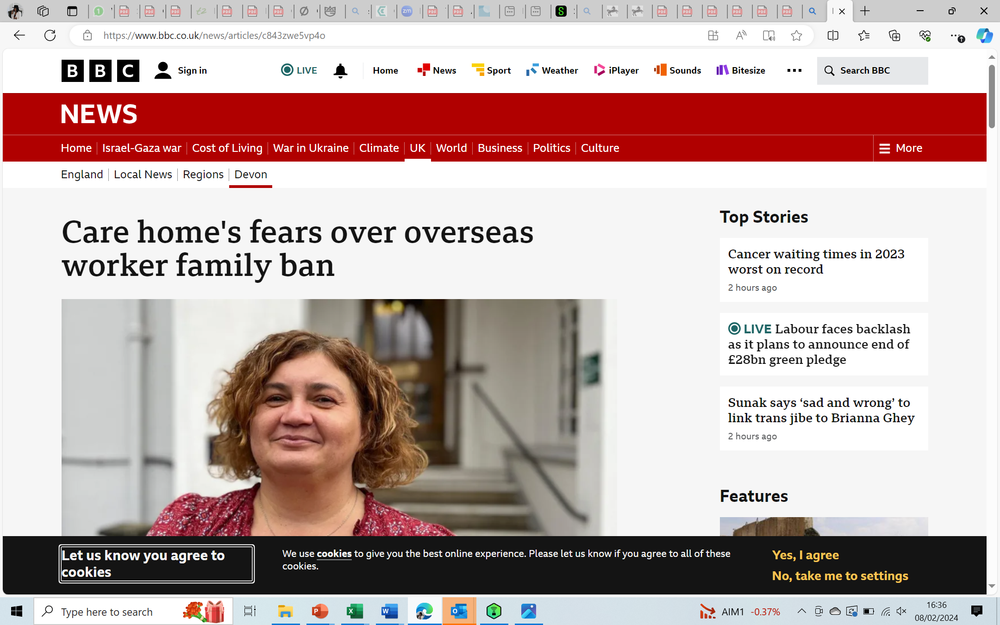 https://www.bbc.co.uk/news/articles/c843zwe5vp4o
BBC Sign in LIVE Home News Sport Weather iPlayer Sounds Bitesize Search BBC
NEWS
Home Israel-Gaza war Cost of Living War in Ukraine Climate UK World Business Politics Culture More
England Local News Regions Devon
Care home's fears over overseas
worker family ban
Top Stories
Cancer waiting times in 2023
worst on record
2 hours ago
LIVE Labour faces backlash
as it plans to announce end of
£28bn green pledge
Sunak says ‘sad and wrong’ to
link trans jibe to Brianna Ghey
2 hours ago
Features
Let us know you agree to
cookies
We use cookies to give you the best online experience. Please let us know if you agree to all of these
cookies.
Yes, I agree
No, take me to settings
Type here to search
AIM1 -0.37%
16:36
08/02/2024